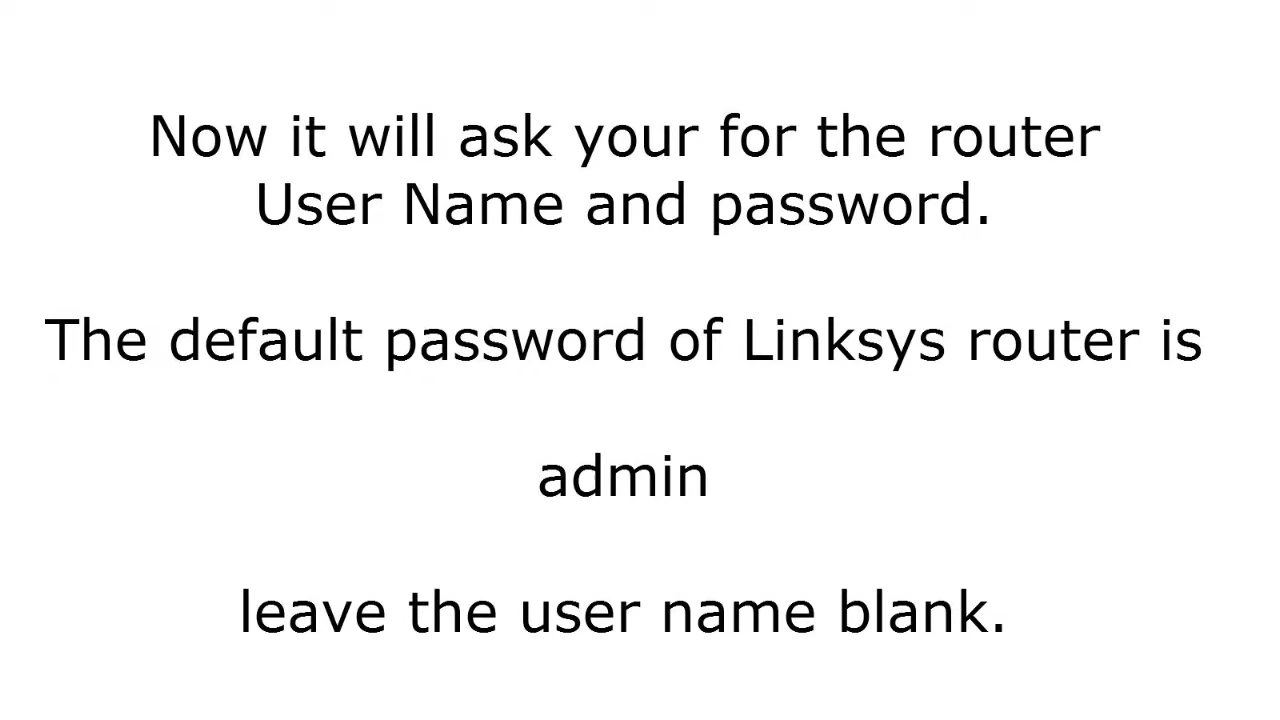 Now it will ask your for the router
User Name and password.
The default password of Linksys router is
admin
leave the user name blank.